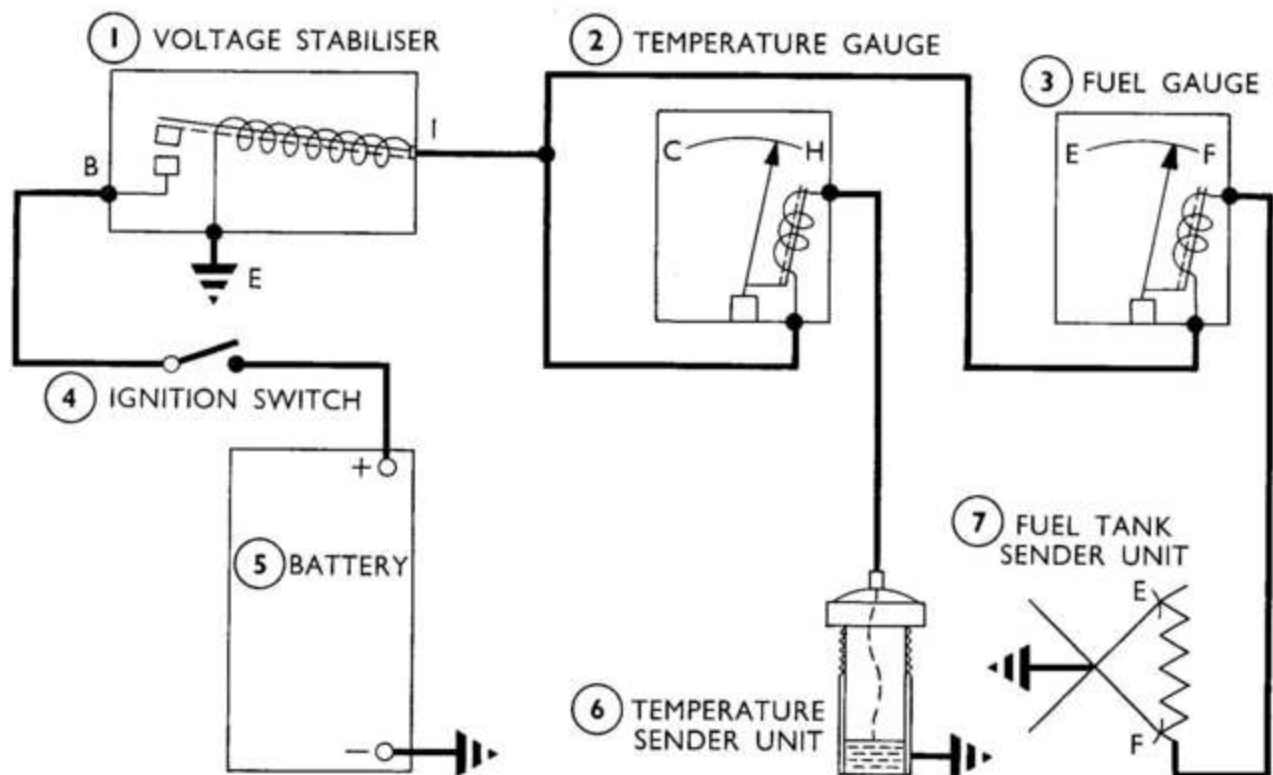 1 VOLTAGE STABILISER
2 TEMPERATURE GAUGE
3 FUEL GAUGE
B
I
E
C
H
E
F
4 IGNITION SWITCH
+
5 BATTERY
−
6 TEMPERATURE
SENDER UNIT
7 FUEL TANK
SENDER UNIT
E
F